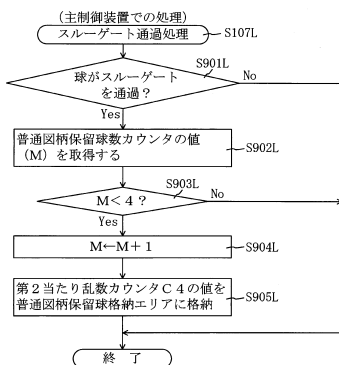 (主制御装置での処理)
スルーゲート通過処理
S107L
S901L
球がスルーゲート
を通過?
No
Yes
普通図柄保留球数カウンタの値
(M)を取得する
S902L
S903L
M<4?
No
Yes
M←M+1
S904L
第2当たり乱数カウンタC4の値を
普通図柄保留球格納エリアに格納
S905L
終了